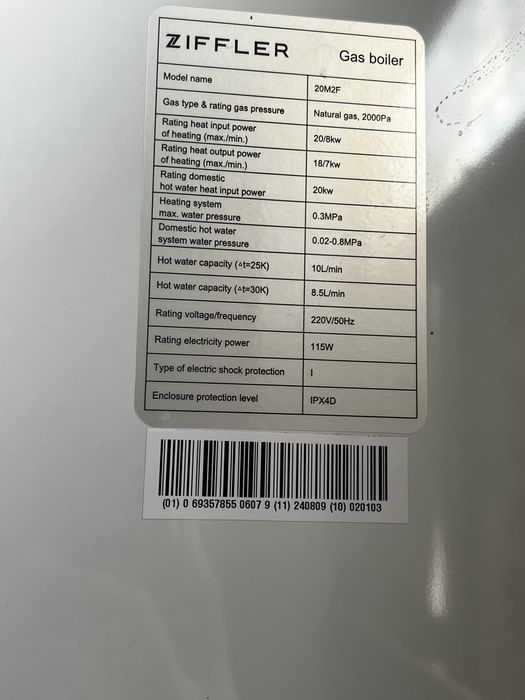 ZIFFLER Gas boiler
Model name 20M2F
Gas type & rating gas pressure Natural gas, 2000Pa
Rating heat input power
of heating (max./min.) 20/8kw
Rating heat output power
of heating (max./min.) 18/7kw
Rating domestic
hot water heat input power 20kw
Heating system
max. water pressure 0.3MPa
Domestic hot water
system water pressure 0.02-0.8MPa
Hot water capacity (△t=25K) 10L/min
Hot water capacity (△t=30K) 8.5L/min
Rating voltage/frequency 220V/50Hz
Rating electricity power 115W
Type of electric shock protection I
Enclosure protection level IPX4D
(01) 0 69357855 0607 9 (11) 240809 (10) 020103